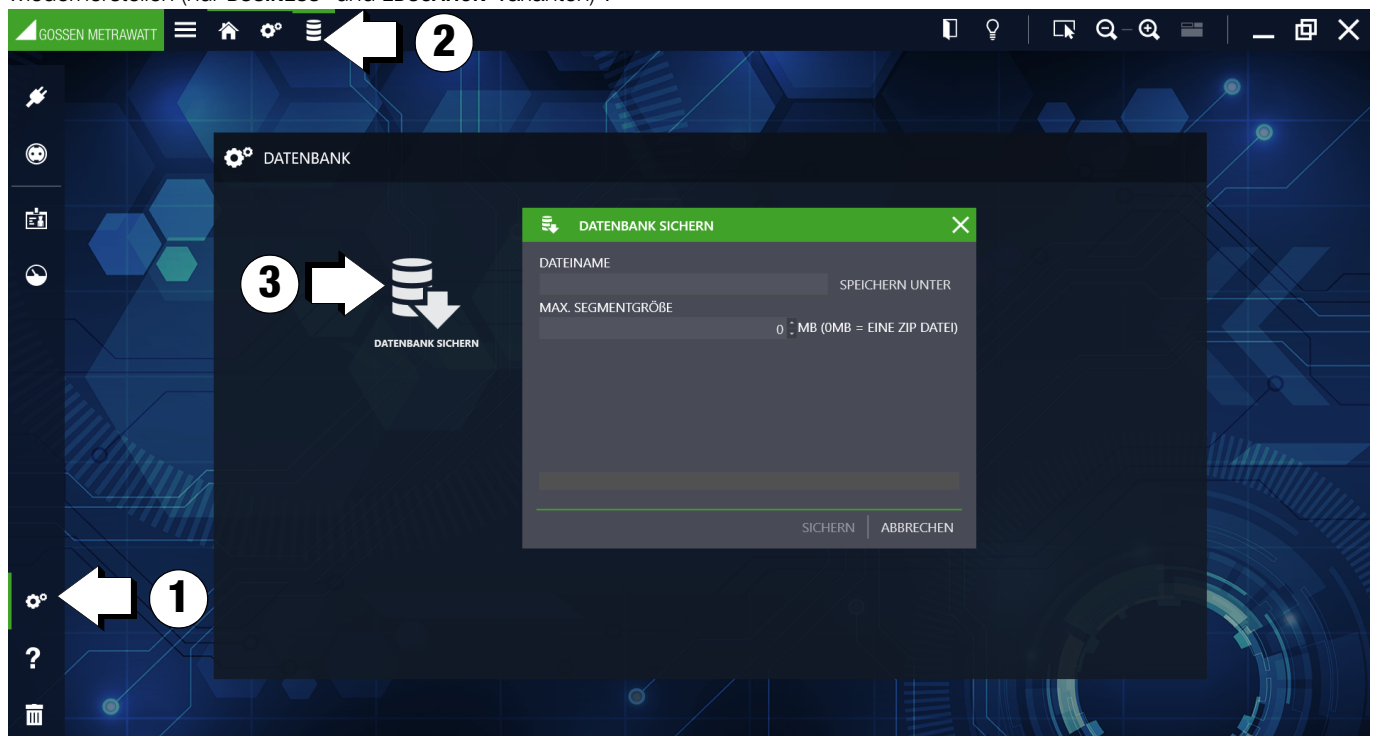 GOSSEN METRAWATT
2
DATENBANK
DATENBANK SICHERN
DATEINAME
SPEICHERN UNTER
MAX. SEGMENTGRÖßE
0 MB (0MB = EINE ZIP DATEI)
3
DATENBANK SICHERN
SICHERN | ABBRECHEN
1
?